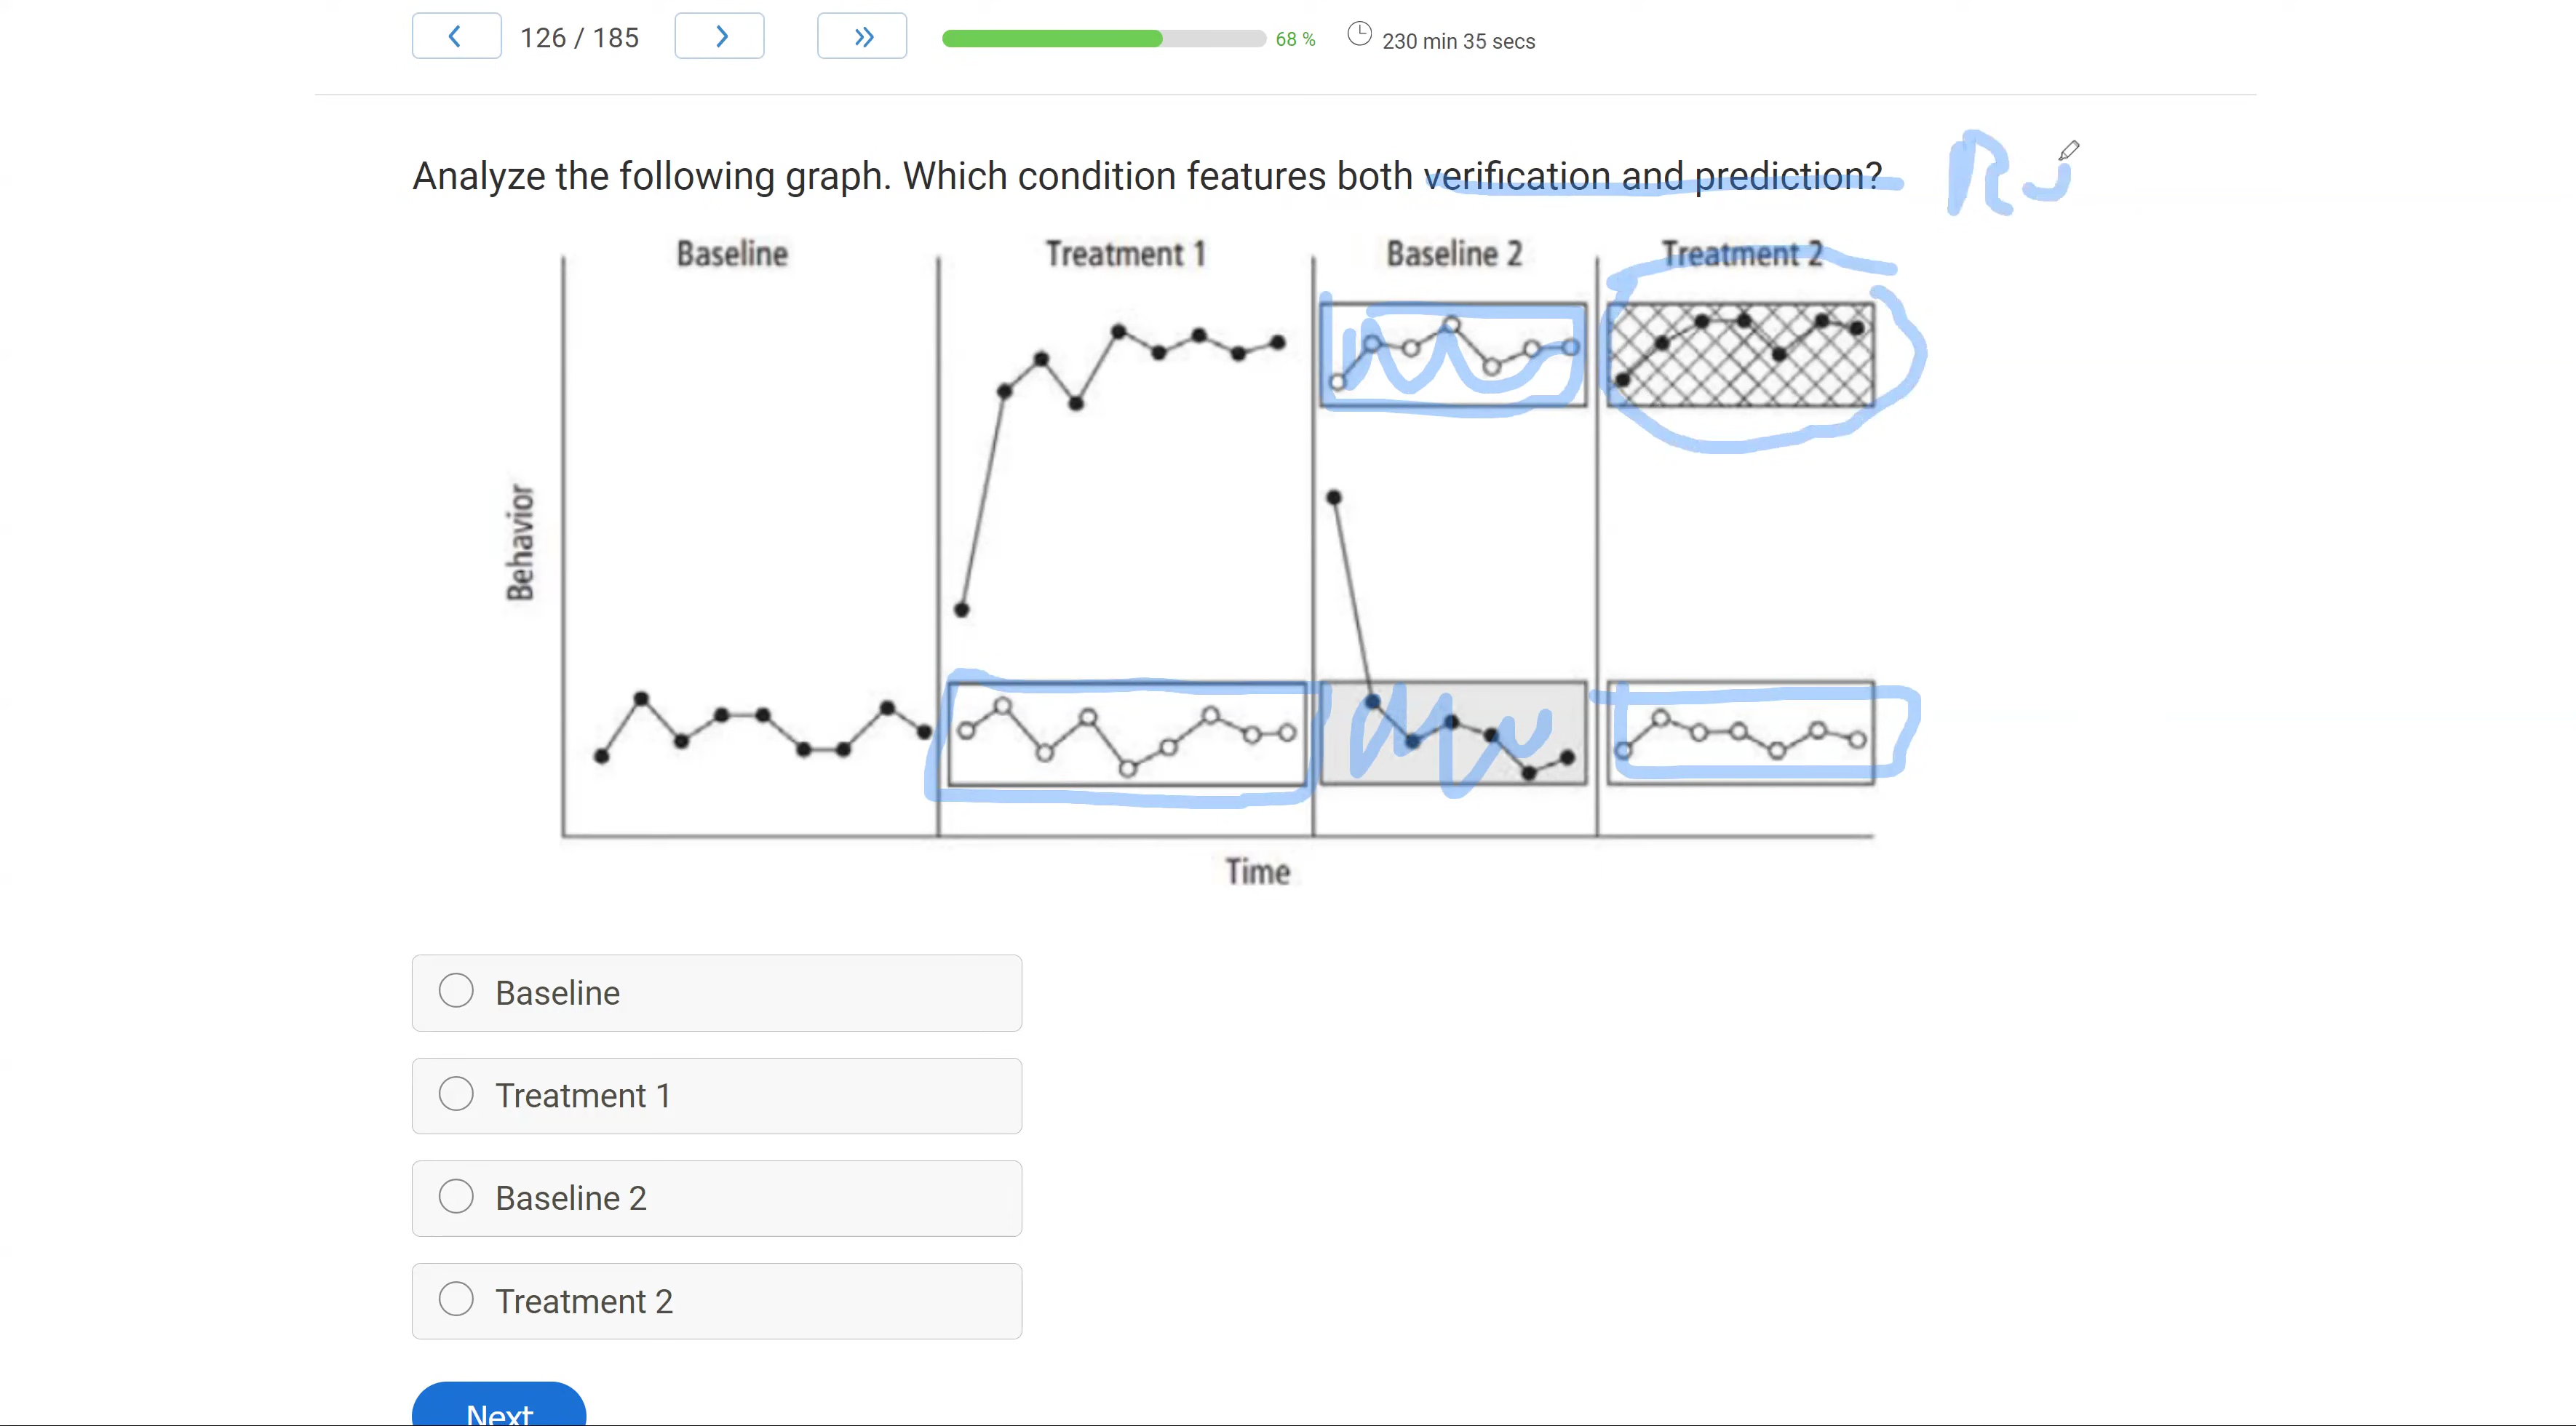 126 / 185
68 %
230 min 35 secs
Analyze the following graph. Which condition features both verification and prediction?
Baseline
Treatment 1
Baseline 2
Treatment 2
Behavior
Time
Baseline
Treatment 1
Baseline 2
Treatment 2
Next